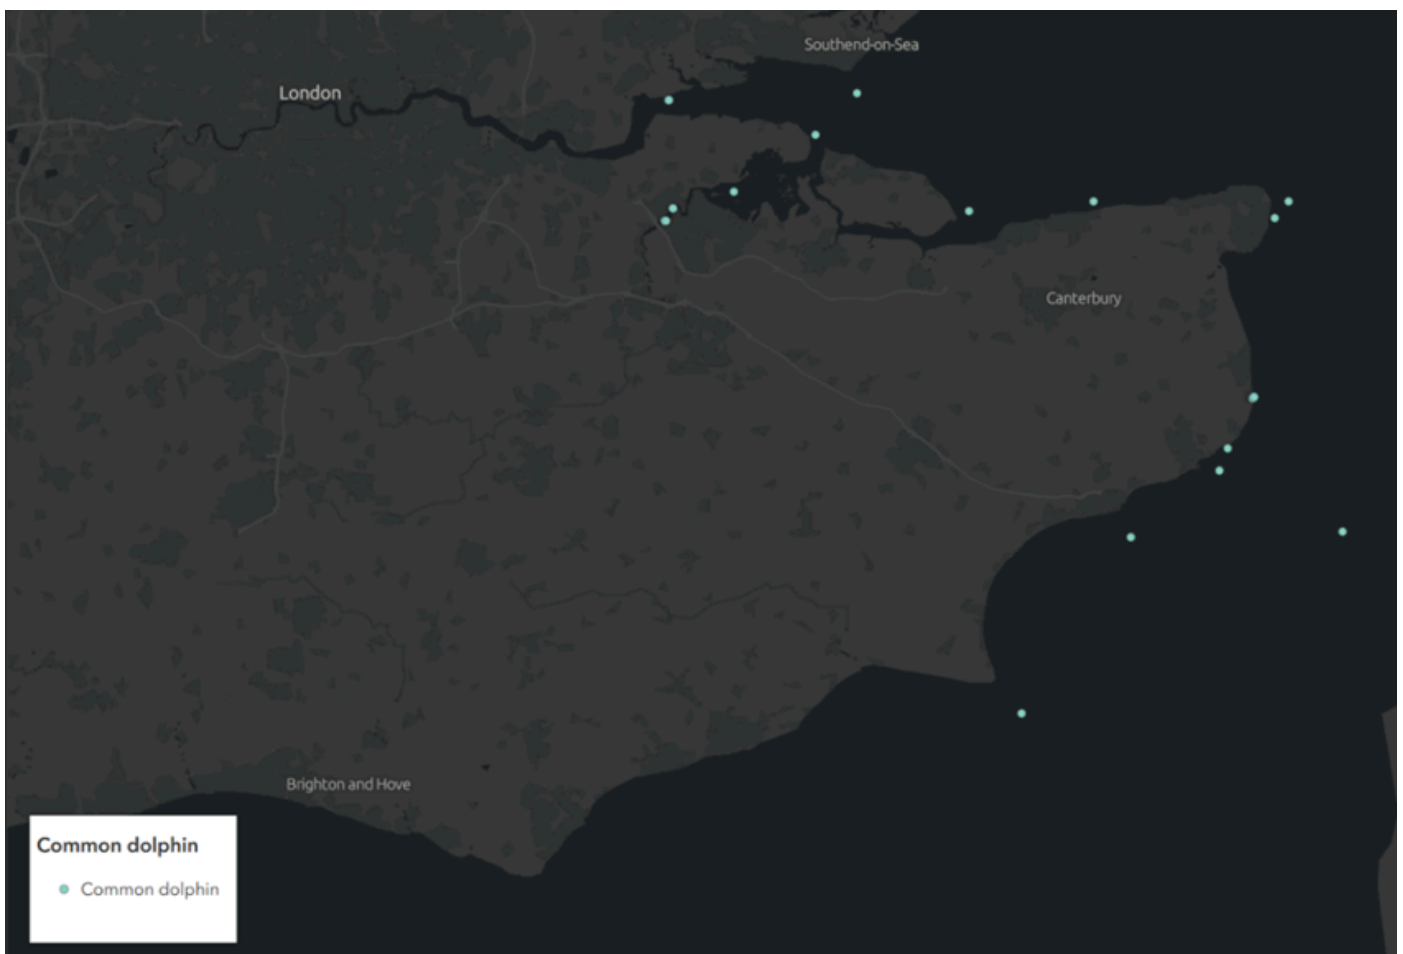 Southend-on-Sea
London
Canterbury
Brighton and Hove
Common dolphin
Common dolphin